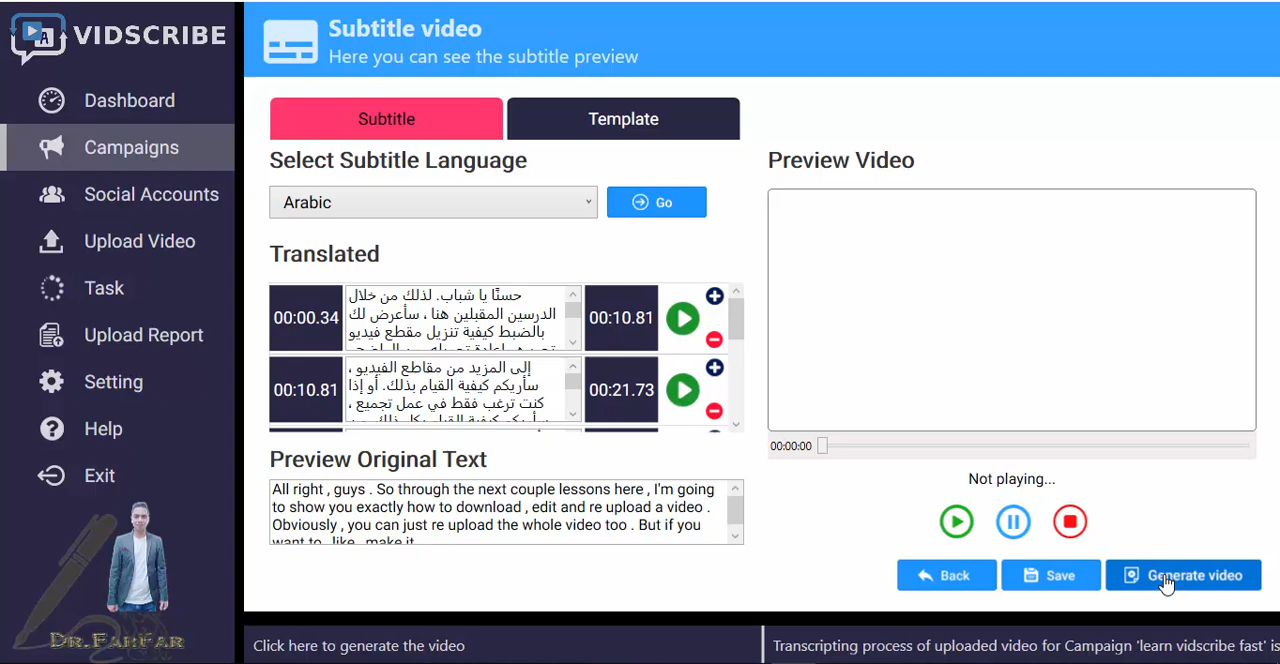 VIDSCRIBE
Dashboard
Campaigns
Social Accounts
Upload Video
Task
Upload Report
Setting
Help
Exit
DR.FARFAR
Subtitle video
Here you can see the subtitle preview
Subtitle
Template
Select Subtitle Language
Arabic
Go
Translated
00:00.34
حسنًا يا شباب. لذلك من خلال
الدرسين المقبلين هنا ، سأعرض لك
بالضبط كيفية تنزيل مقطع فيديو
00:10.81
00:10.81
إلى المزيد من مقاطع الفيديو ،
سأريكم كيفية القيام بذلك. أو إذا
كنت ترغب فقط في عمل تجميع ،
00:21.73
Preview Original Text
All right , guys . So through the next couple lessons here , I'm going
to show you exactly how to download , edit and re upload a video .
Obviously , you can just re upload the whole video too . But if you
want to , like , make it
Preview Video
00:00:00
Not playing...
Back
Save
Generate video
Click here to generate the video
Transcripting process of uploaded video for Campaign 'learn vidscribe fast' is